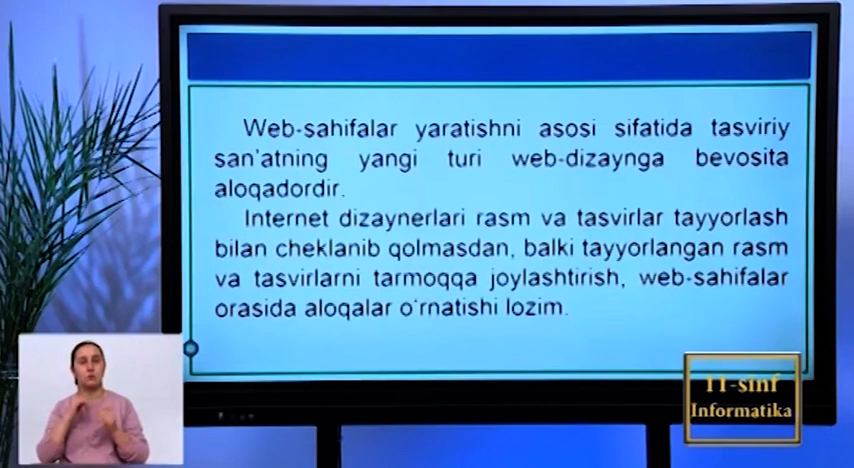 Web-sahifalar yaratishni asosi sifatida tasviriy
san'atning yangi turi web-dizaynga bevosita
aloqadordir.
Internet dizaynerlari rasm va tasvirlar tayyorlash
bilan cheklanib qolmasdan, balki tayyorlangan rasm
va tasvirlarni tarmoqqa joylashtirish, web-sahifalar
orasida aloqalar o'rnatishi lozim.
11-sinf
Informatika